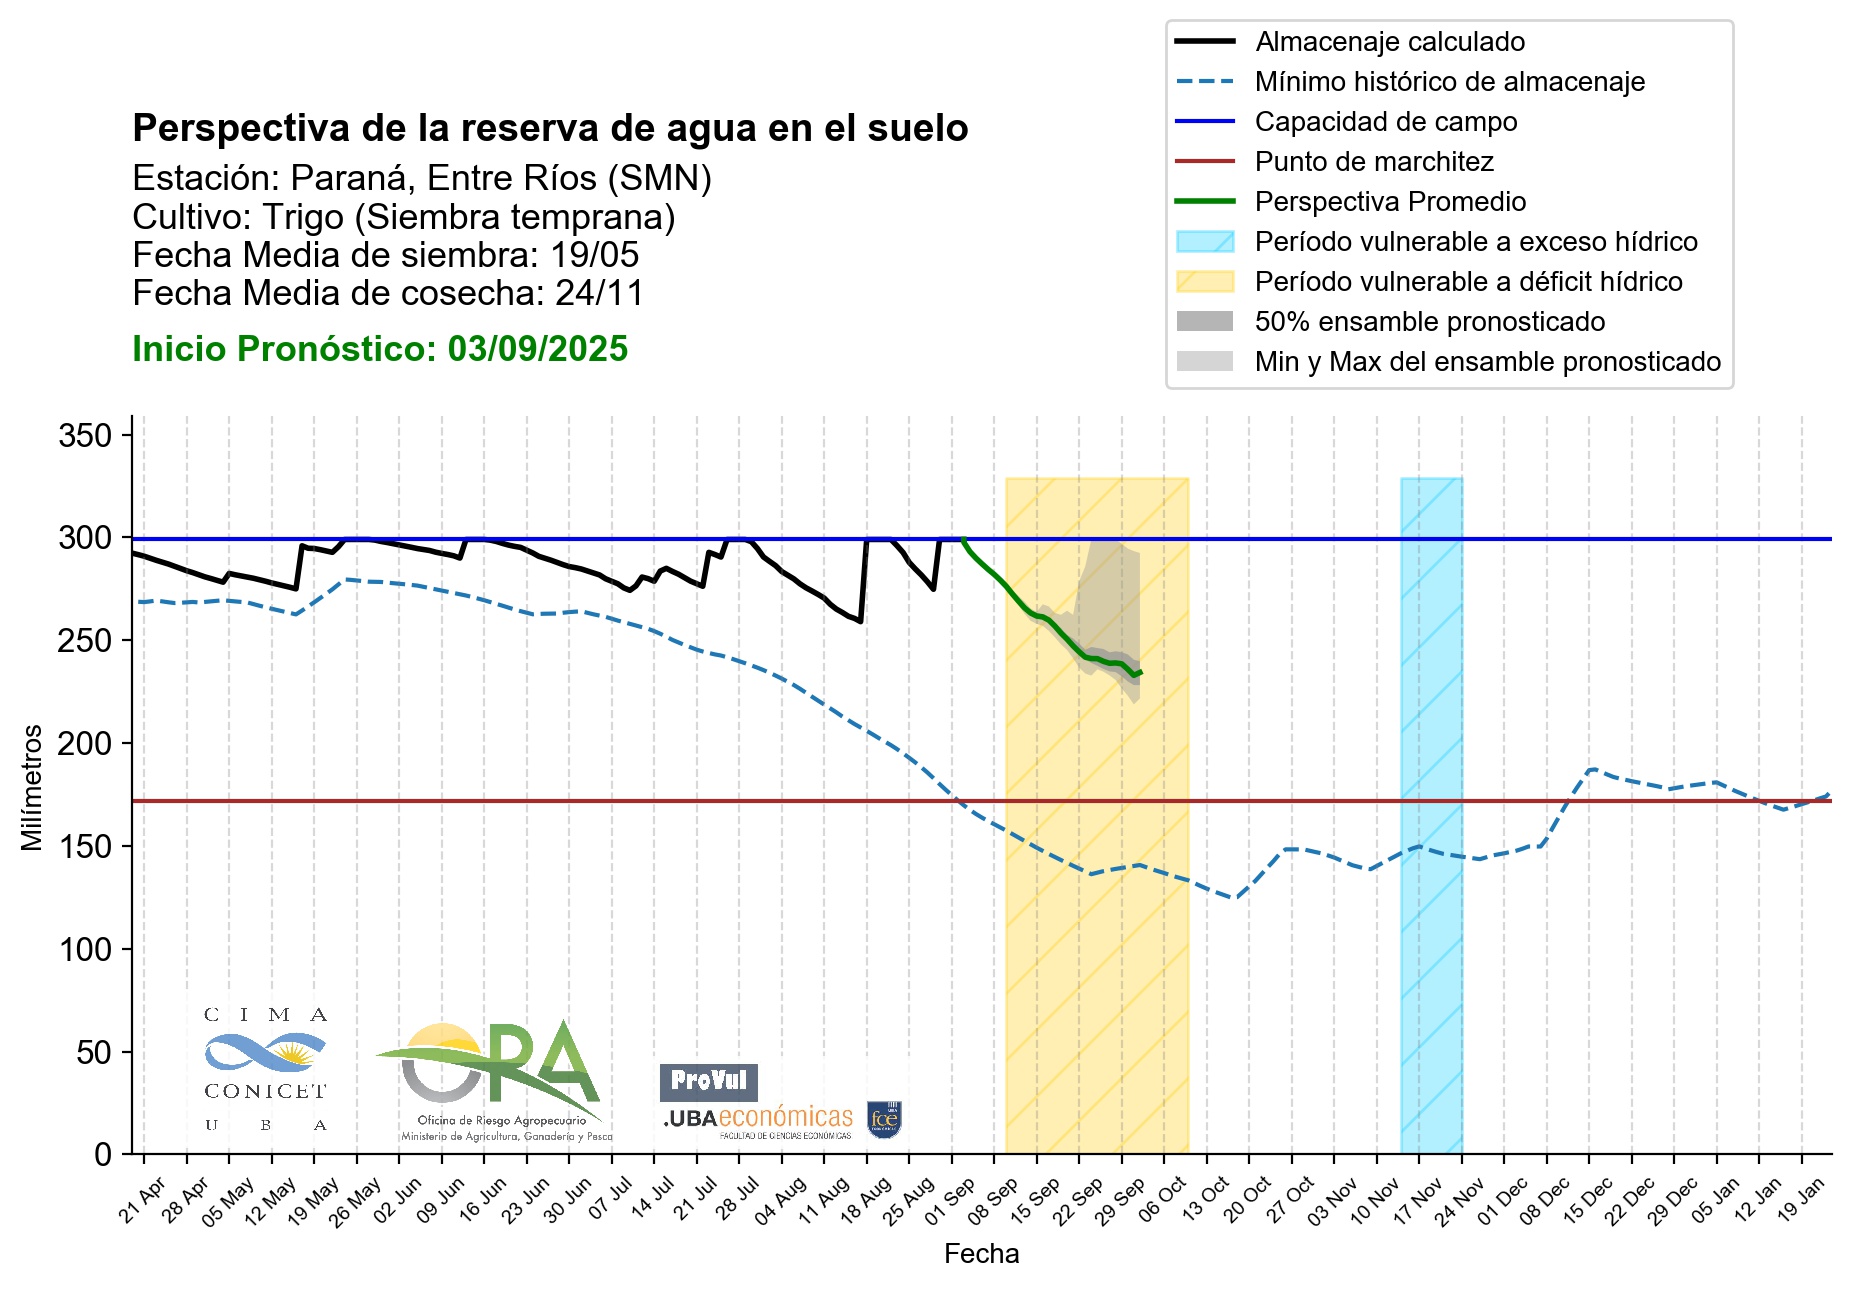 Almacenaje calculado
Mínimo histórico de almacenaje
Capacidad de campo
Punto de marchitez
Perspectiva Promedio
Período vulnerable a exceso hídrico
Período vulnerable a déficit hídrico
50% ensamble pronosticado
Min y Max del ensamble pronosticado
Perspectiva de la reserva de agua en el suelo
Estación: Paraná, Entre Ríos (SMN)
Cultivo: Trigo (Siembra temprana)
Fecha Media de siembra: 19/05
Fecha Media de cosecha: 24/11
Inicio Pronóstico: 03/09/2025
350
300
250
200
150
100
50
0
Milímetros
C I M A
CONICET
U B A
ORA
Oficina de Riesgo Agropecuario
Ministerio de Agricultura, Ganadería y Pesca
ProVul
.UBAeconómicas
FACULTAD DE CIENCIAS ECONÓMICAS
fce
21 Apr
28 Apr
05 May
12 May
19 May
26 May
02 Jun
09 Jun
16 Jun
23 Jun
30 Jun
07 Jul
14 Jul
21 Jul
28 Jul
04 Aug
11 Aug
18 Aug
25 Aug
01 Sep
08 Sep
15 Sep
22 Sep
29 Sep
06 Oct
13 Oct
20 Oct
27 Oct
03 Nov
10 Nov
17 Nov
24 Nov
01 Dec
08 Dec
15 Dec
22 Dec
29 Dec
05 Jan
12 Jan
19 Jan
Fecha